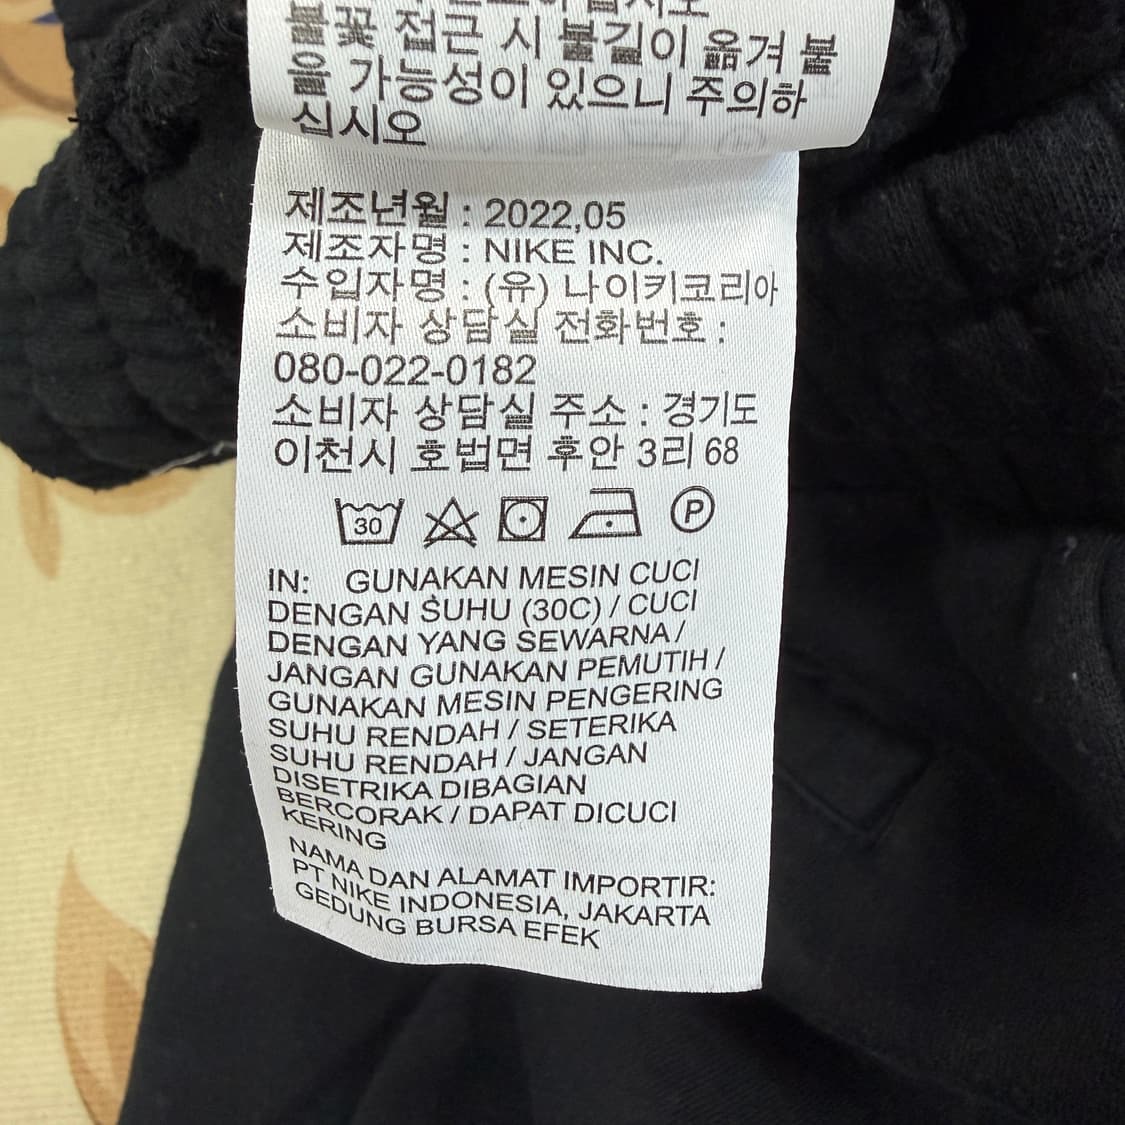 불꽃 접근 시 불길이 옮겨 붙
을 가능성이 있으니 주의하
십시오
제조년월 : 2022,05
제조자명 : NIKE INC.
수입자명 : (유) 나이키코리아
소비자 상담실 전화번호 :
080-022-0182
소비자 상담실 주소 : 경기도
이천시 호법면 후안 3리 68
30 P
IN: GUNAKAN MESIN CUCI
DENGAN SUHU (30C) / CUCI
DENGAN YANG SEWARNA /
JANGAN GUNAKAN PEMUTIH /
GUNAKAN MESIN PENGERING
SUHU RENDAH / SETERIKA
SUHU RENDAH / JANGAN
DISETRIKA DIBAGIAN
BERCORAK / DAPAT DICUCI
KERING
NAMA DAN ALAMAT IMPORTIR:
PT NIKE INDONESIA, JAKARTA
GEDUNG BURSA EFEK